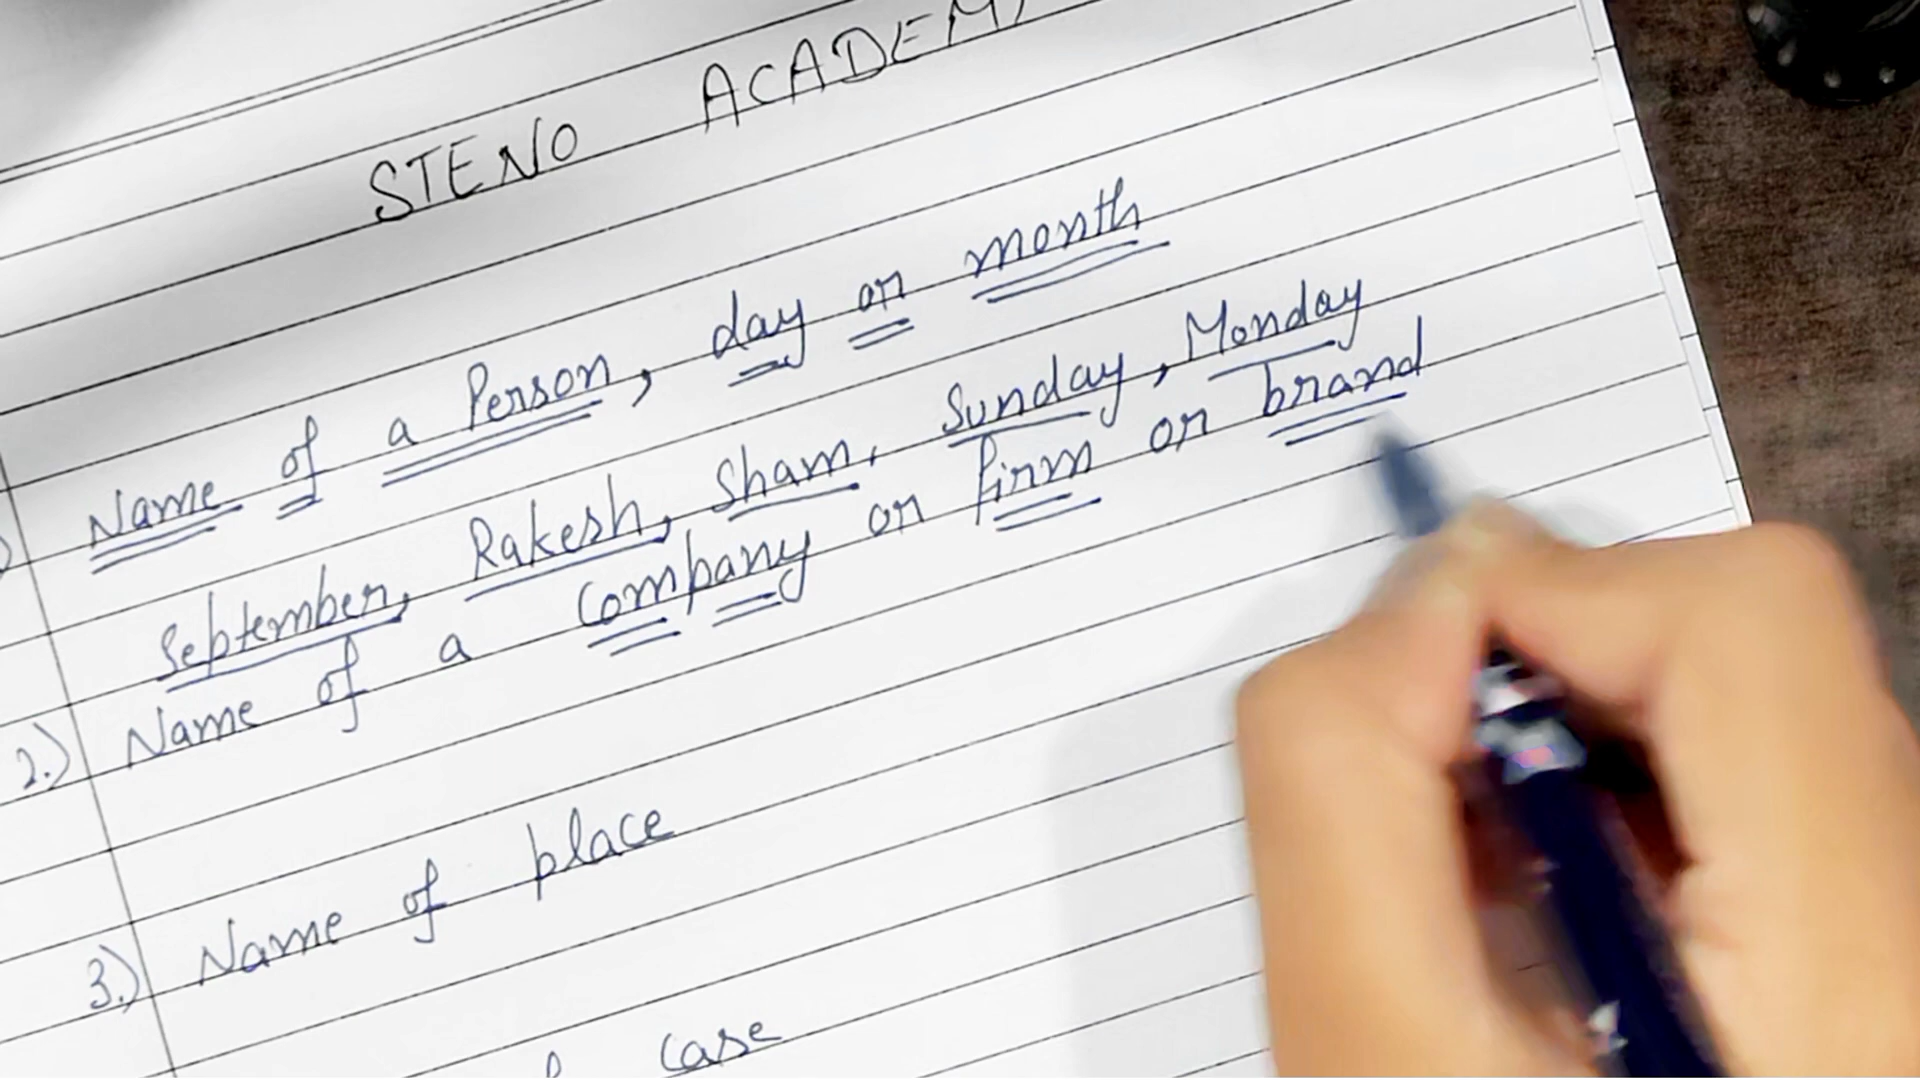 STENO ACADEM
Name of a Person, day or month
September, Rakesh, Sham, Sunday, Monday
2.) Name of a Company or firm or brand
3.) Name of place
case